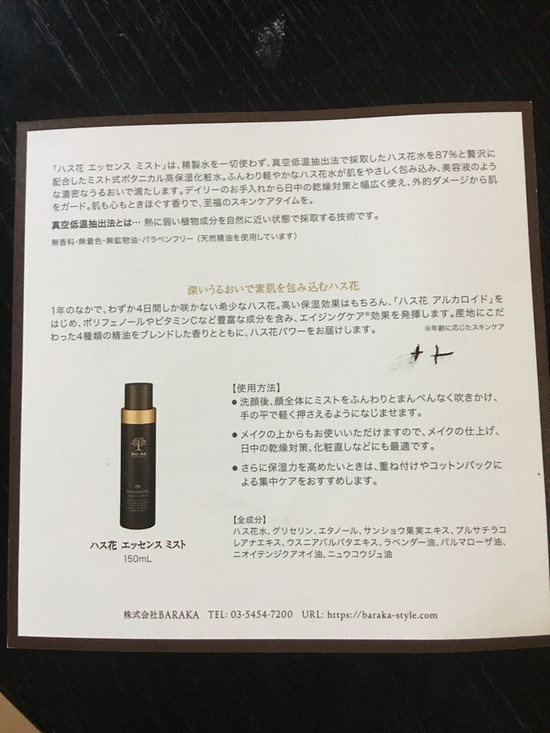 「ハス花 エッセンス ミスト」は、精製水を一切使わず、真空低温抽出法で採取したハス花水を87%と贅沢に
配合したミスト式ボタニカル高保湿化粧水。ふんわり軽やかなハス花水が肌をやさしく包み込み、美容液のよう
な濃密なうるおいで満たします。デイリーのお手入れから日中の乾燥対策と幅広く使え、外的ダメージから肌
をガード。肌も心もときほぐす香りで、至福のスキンケアタイムを。
真空低温抽出法とは… 熱に弱い植物成分を自然に近い状態で採取する技術です。
無香料・無着色・無鉱物油・パラベンフリー（天然精油を使用しています）
深いうるおいで素肌を包み込むハス花
1年のなかで、わずか4日間しか咲かない希少なハス花。高い保湿効果はもちろん、「ハス花 アルカロイド」を
はじめ、ポリフェノールやビタミンCなど豊富な成分を含み、エイジングケア※効果を発揮します。産地にこだ
わった4種類の精油をブレンドした香りとともに、ハス花パワーをお届けします。
※年齢に応じたスキンケア
【使用方法】
● 洗顔後、顔全体にミストをふんわりとまんべんなく吹きかけ、
手の平で軽く押さえるようになじませます。
● メイクの上からもお使いいただけますので、メイクの仕上げ、
日中の乾燥対策、化粧直しなどにも最適です。
● さらに保湿力を高めたいときは、重ね付けやコットンパックに
よる集中ケアをおすすめします。
BARAKA
ハス花 エッセンス ミスト
150mL
【全成分】
ハス花水、グリセリン、エタノール、サンショウ果実エキス、プルサチラコ
レアナエキス、ウスニアバルバタエキス、ラベンダー油、パルマローザ油、
ニオイテンジクアオイ油、ニュウコウジュ油
株式会社BARAKA TEL: 03-5454-7200 URL: https://baraka-style.com